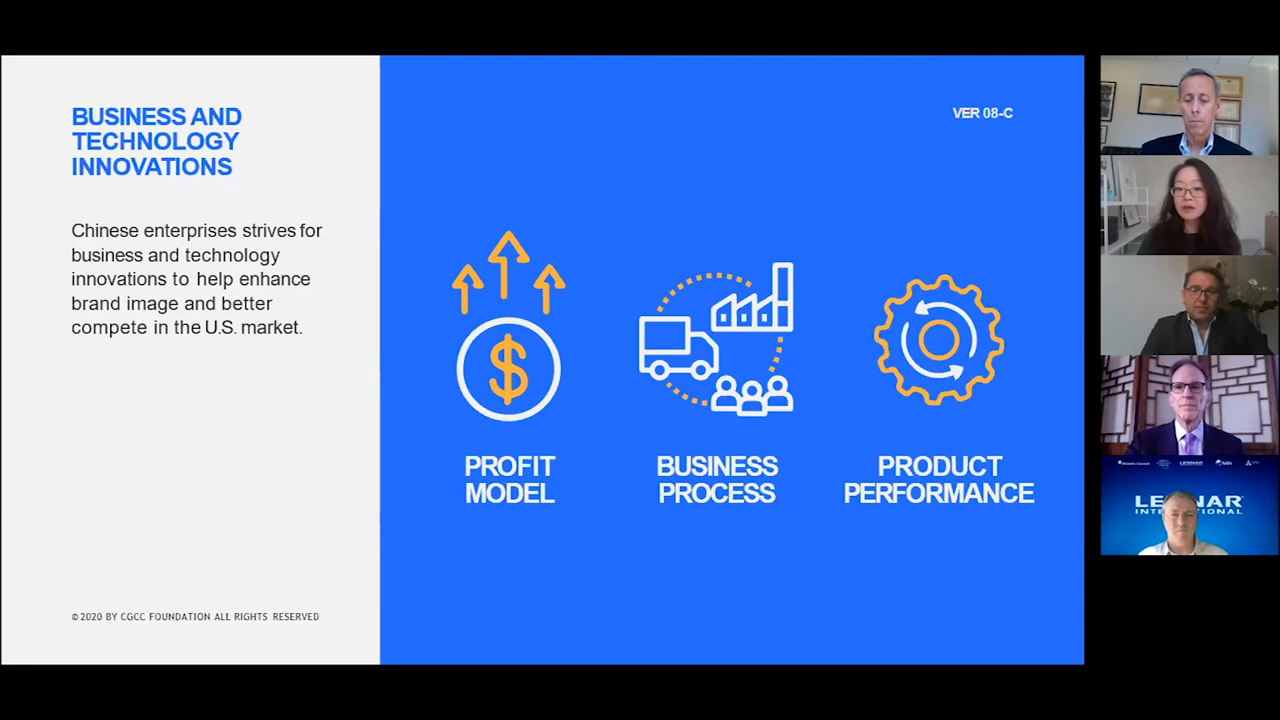 BUSINESS AND
TECHNOLOGY
INNOVATIONS
Chinese enterprises strives for
business and technology
innovations to help enhance
brand image and better
compete in the U.S. market.
©2020 BY CGCC FOUNDATION ALL RIGHTS RESERVED
VER 08-C
$
PROFIT
MODEL
BUSINESS
PROCESS
PRODUCT
PERFORMANCE
Atlantic Council
LENNAR